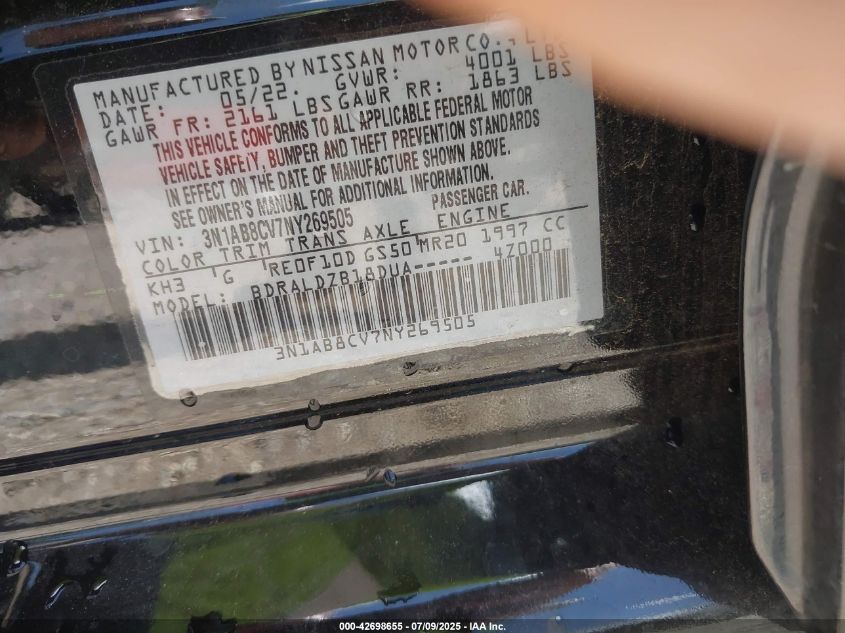 MANUFACTURED BY NISSAN MOTOR CO.,
DATE: 05/22. GVWR: 4001 LBS
GAWR FR: 2161 LBS GAWR RR: 1863 LBS
THIS VEHICLE CONFORMS TO ALL APPLICABLE FEDERAL MOTOR
VEHICLE SAFETY, BUMPER AND THEFT PREVENTION STANDARDS
IN EFFECT ON THE DATE OF MANUFACTURE SHOWN ABOVE.
SEE OWNER'S MANUAL FOR ADDITIONAL INFORMATION.
VIN: 3N1AB8CV7NY269505 PASSENGER CAR.
COLOR TRIM TRANS AXLE ENGINE
KH3 G RE0F10D GS50 MR20 1997 CC
MODEL: BDRALDZB18DUA----- 4Z000
3N1AB8CV7NY269505
000-42698655 - 07/09/2025 - IAA Inc.